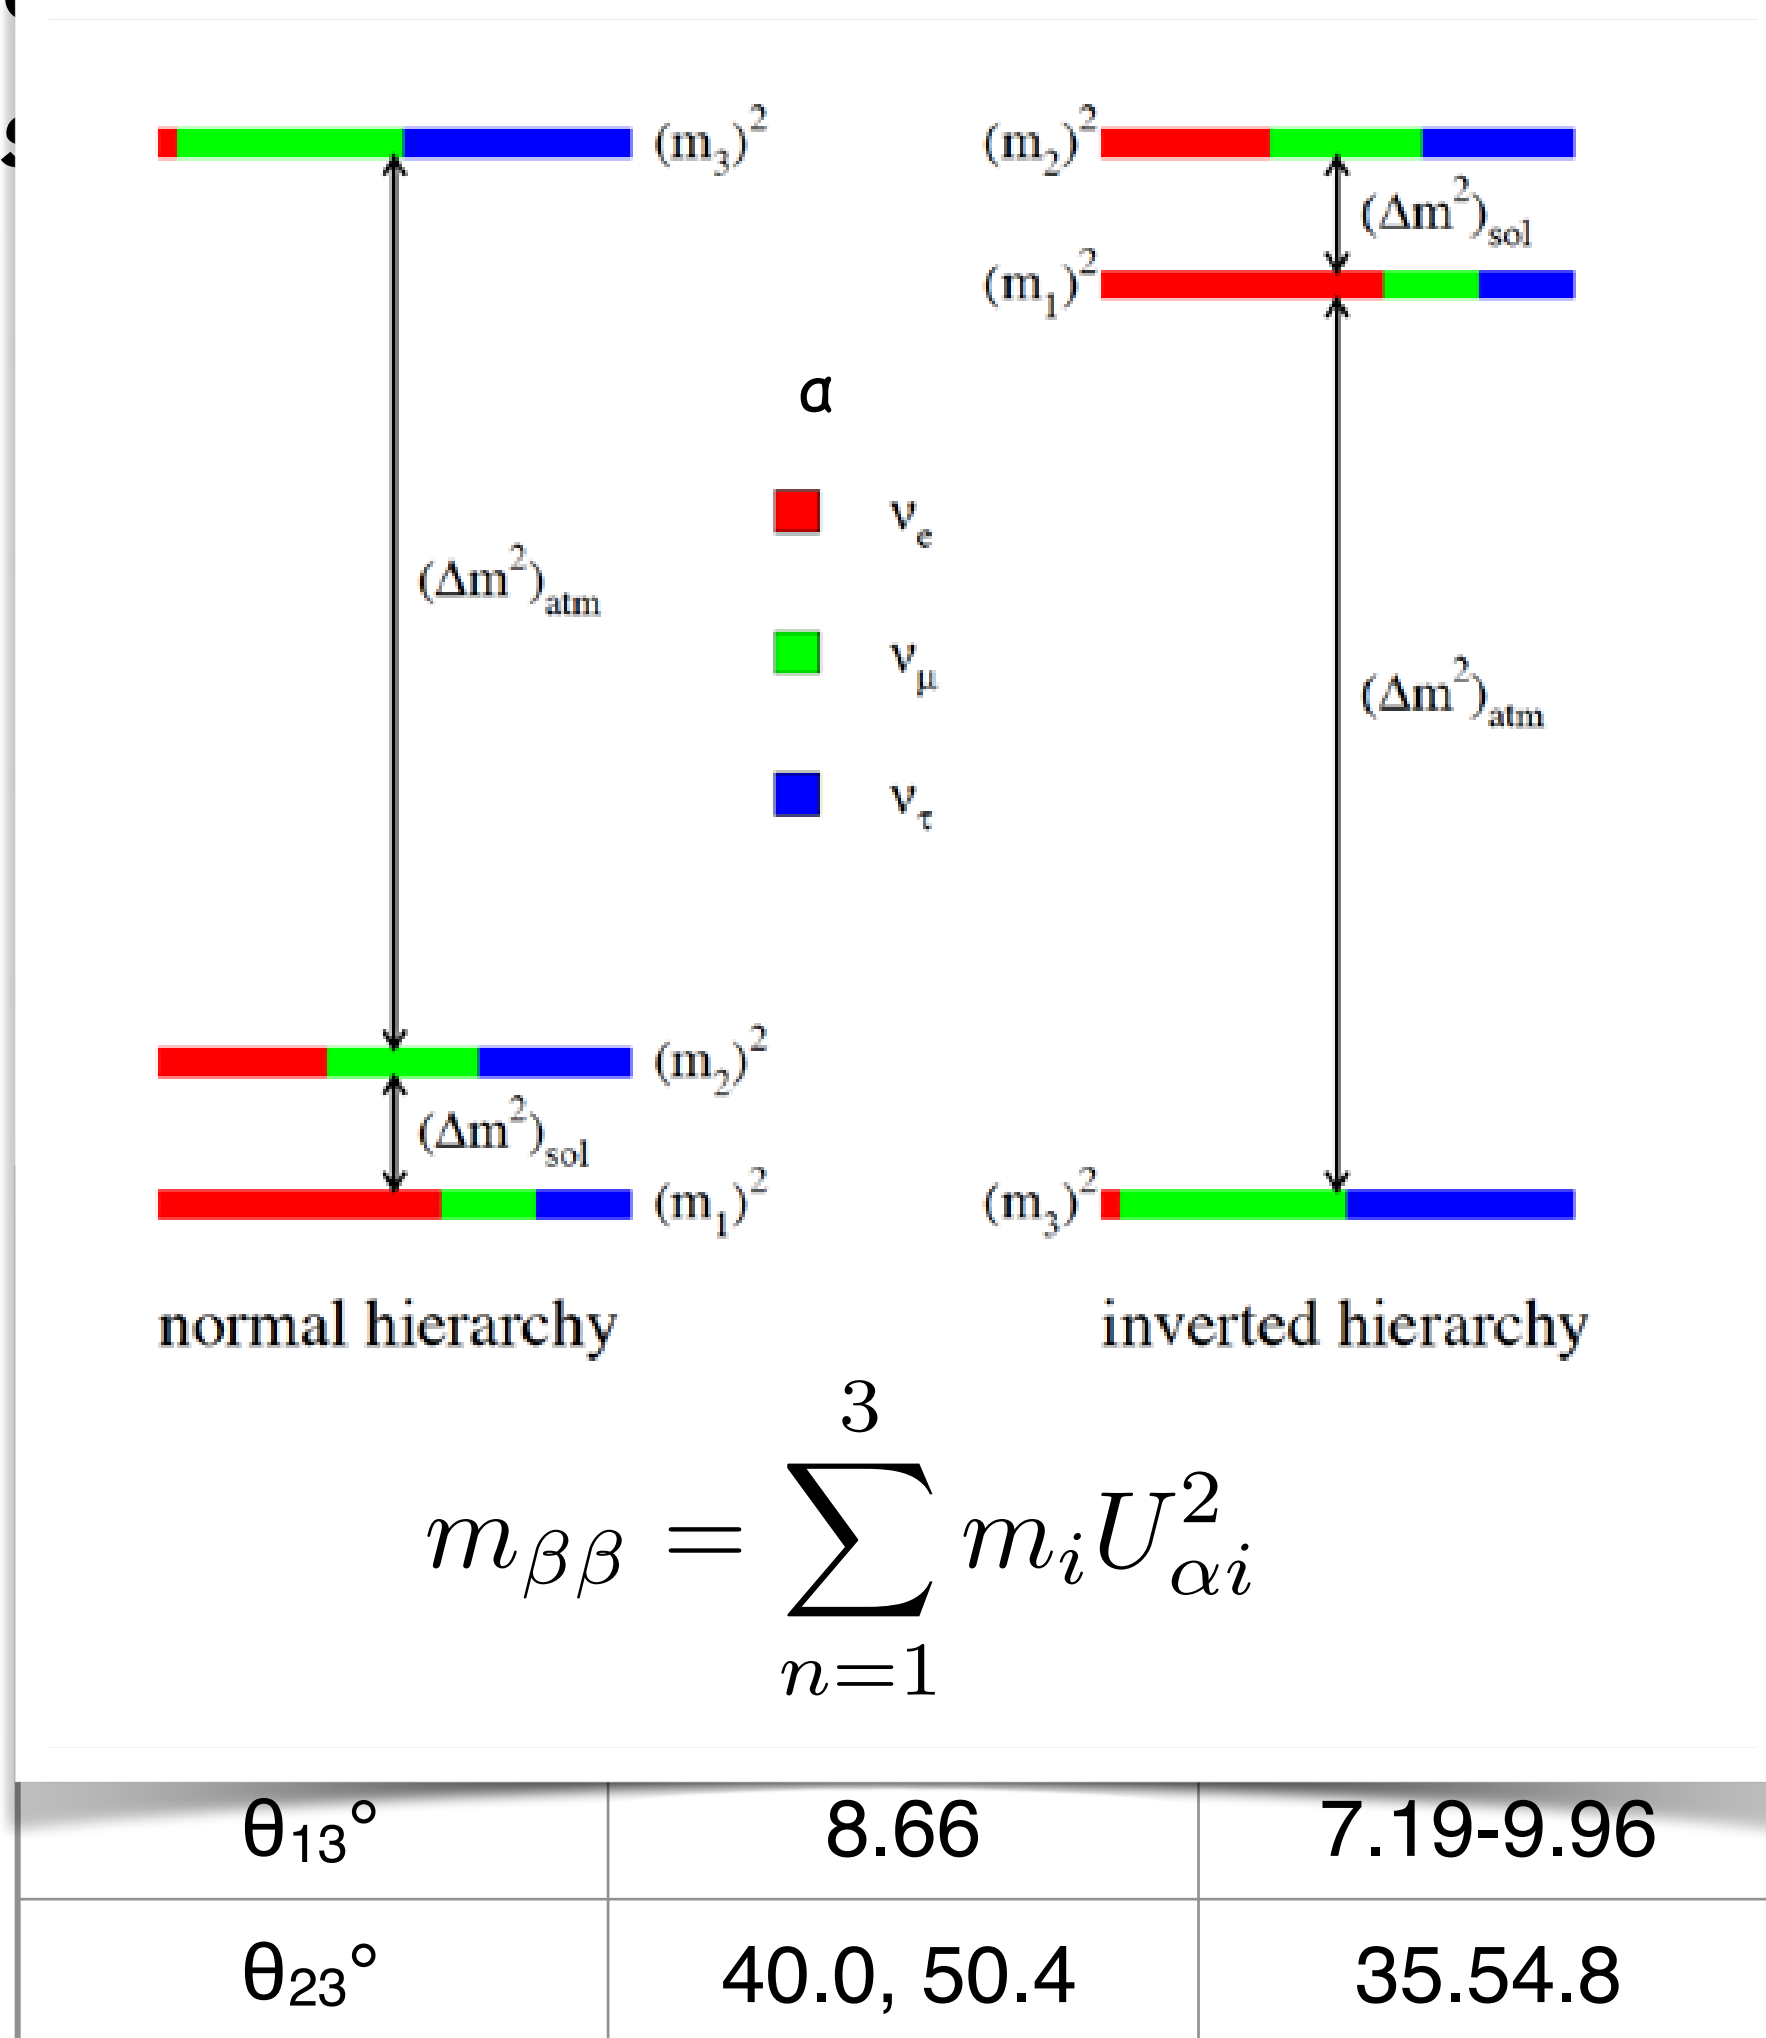 (m₃)² (m₂)²
(Δm²)sol
(m₁)²
α
νe
(Δm²)atm
νμ
(Δm²)atm
ντ
(m₂)²
(Δm²)sol
(m₁)² (m₃)²
normal hierarchy inverted hierarchy
mββ = ∑ₙ₌₁³ mᵢU²αi
θ₁₃° 8.66 7.19-9.96
θ₂₃° 40.0, 50.4 35.54.8